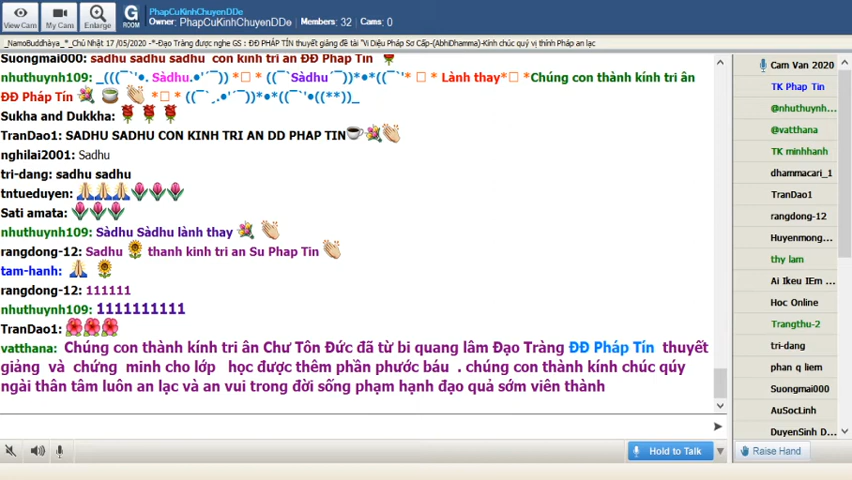 PhapCuKinhChuyenDDe
Owner: PhapCuKinhChuyenDDe Members: 32 Cams: 0
View Cam My Cam Enlarge G ROOM
_NamoBuddhàya_*_Chủ Nhật 17/05/2020 -*-Đạo Tràng được nghe GS : ĐĐ PHÁP TÍN thuyết giảng đề tài "Vi Diệu Pháp Sơ Cấp-(AbhiDhamma)-Kính chúc quý vị thính Pháp an lạc
Suongmai000: sadhu sadhu sadhu con kinh tri an ĐĐ Phap Tin
nhuthuynh109: _(((¯`'•. Sàdhu.•'´¯)) *□ * ((¯`Sàdhu´¯))*•*((¯`'* □ * Lành thay*□ *Chúng con thành kính tri ân
ĐĐ Pháp Tín *□ * ((¯`¸.•'´¯))*•*((¯`'•((**))_
Sukha and Dukkha:
TranDao1: SADHU SADHU CON KINH TRI AN DD PHAP TIN
nghilai2001: Sadhu
tri-dang: sadhu sadhu
tntueduyen:
Sati amata:
nhuthuynh109: Sàdhu Sàdhu lành thay
rangdong-12: Sadhu thanh kinh tri an Su Phap Tin
tam-hanh:
rangdong-12: 111111
nhuthuynh109: 1111111111
TranDao1:
vatthana: Chúng con thành kính tri ân Chư Tôn Đức đã từ bi quang lâm Đạo Tràng ĐĐ Pháp Tín thuyết
giảng và chứng minh cho lớp học được thêm phần phước báu . chúng con thành kính chúc qúy
ngài thân tâm luôn an lạc và an vui trong đời sống phạm hạnh đạo quả sớm viên thành
Cam Van 2020
TK Phap Tin
@nhuthuynh...
@vatthana
TK minhhanh
dhammacari_1
TranDao1
rangdong-12
Huyenmong...
thy lam
Ai Ikeu IEm ...
Hoc Online
Trangthu-2
tri-dang
phan q liem
Suongmai000
AuSocLinh
DuyenSinh D...
Hold to Talk
Raise Hand